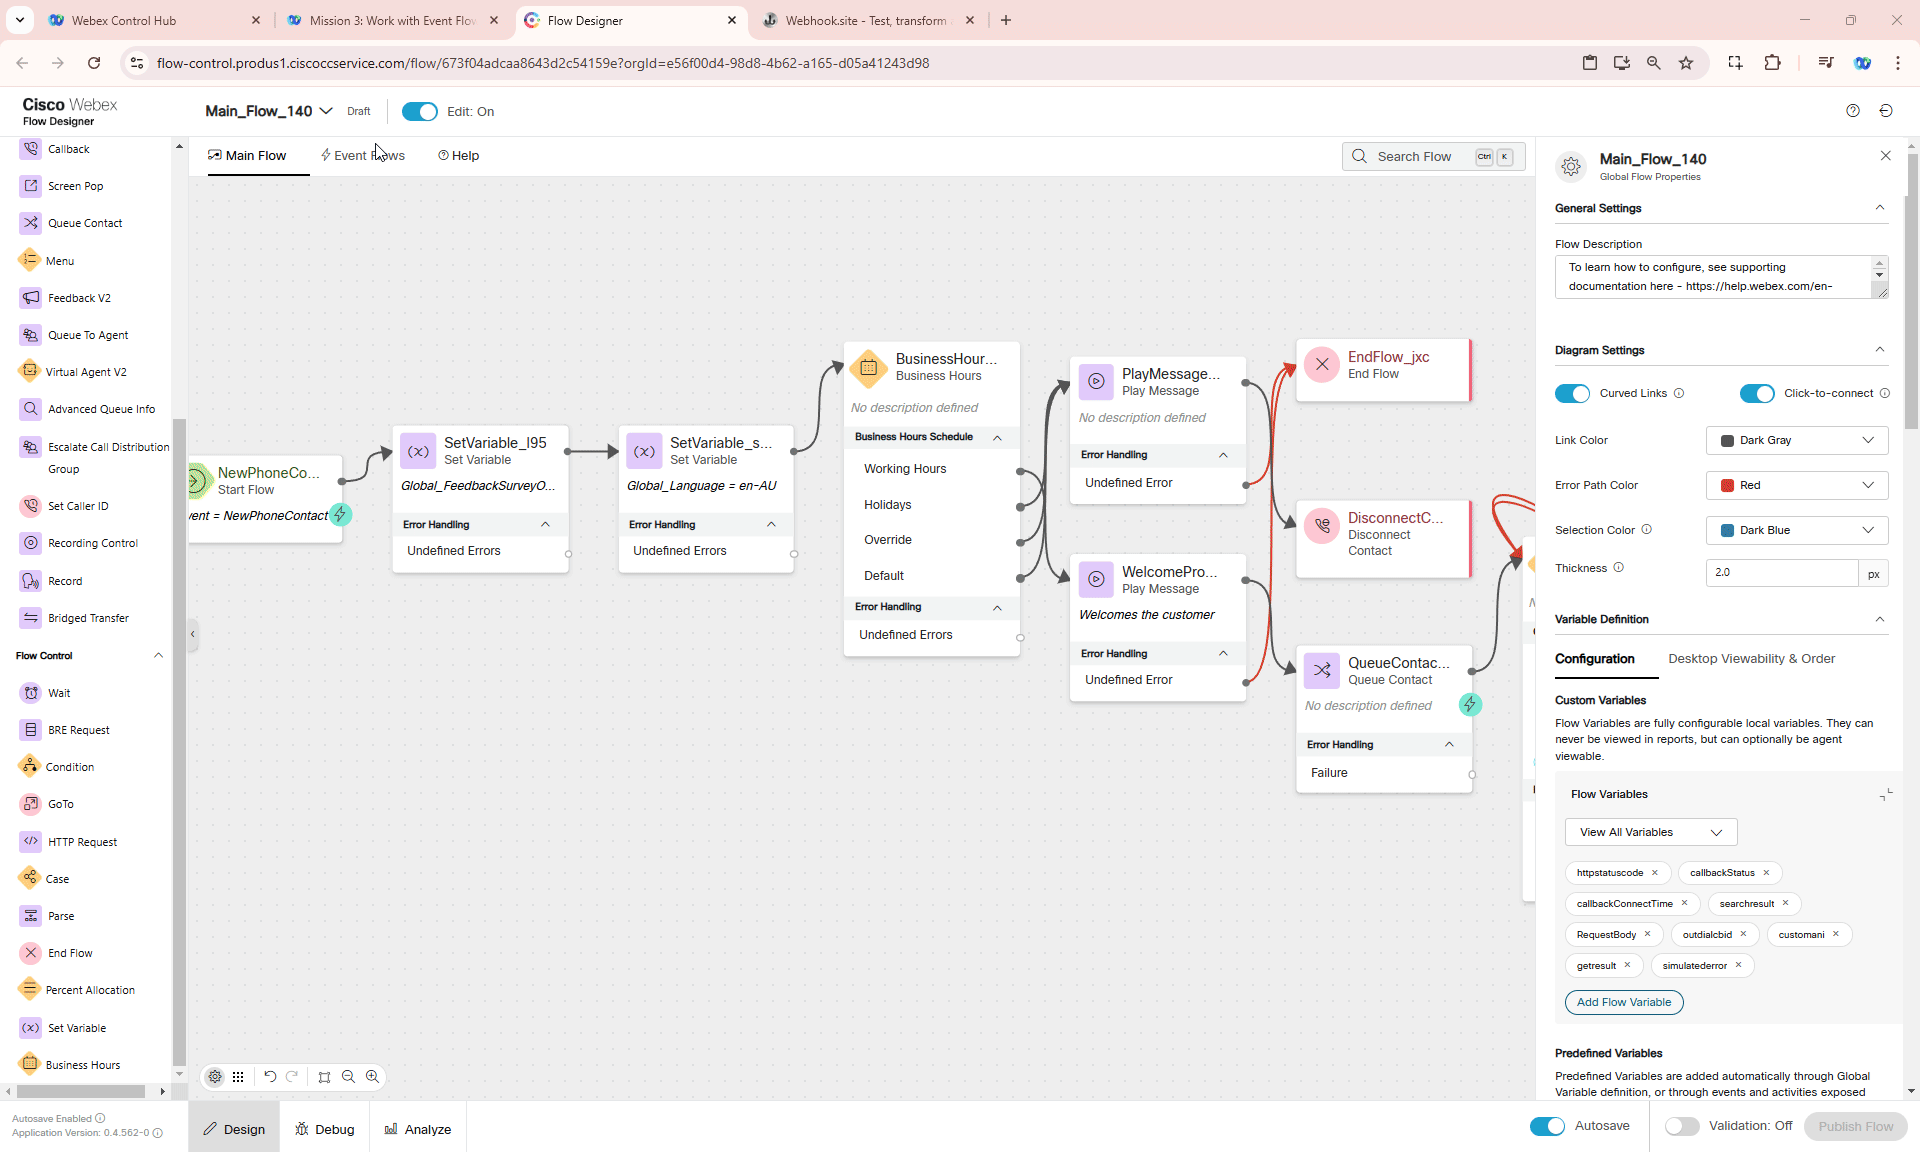 Webex Control Hub
Mission 3: Work with Event Flo
Flow Designer
Webhook.site - Test, transform
flow-control.produs1.ciscoccservice.com/flow/673f04adcaa8643d2c54159e?orgId=e56f00d4-98d8-4b62-a165-d05a41243d98
Cisco Webex
Flow Designer
Main_Flow_140
Draft
Edit: On
Main Flow
Event Flows
Help
Search Flow
Ctrl
K
Callback
Screen Pop
Queue Contact
Menu
Feedback V2
Queue To Agent
Virtual Agent V2
Advanced Queue Info
Escalate Call Distribution
Group
Set Caller ID
Recording Control
Record
Bridged Transfer
Flow Control
Wait
BRE Request
Condition
GoTo
HTTP Request
Case
Parse
End Flow
Percent Allocation
Set Variable
Business Hours
Autosave Enabled
Application Version: 0.4.562-0
NewPhoneCo...
Start Flow
vent = NewPhoneContact
SetVariable_l95
Set Variable
Global_FeedbackSurveyO...
Error Handling
Undefined Errors
SetVariable_s...
Set Variable
Global_Language = en-AU
Error Handling
Undefined Errors
BusinessHour...
Business Hours
No description defined
Business Hours Schedule
Working Hours
Holidays
Override
Default
Error Handling
Undefined Errors
PlayMessage...
Play Message
No description defined
Error Handling
Undefined Error
WelcomePro...
Play Message
Welcomes the customer
Error Handling
Undefined Error
EndFlow_jxc
End Flow
DisconnectC...
Disconnect
Contact
QueueContac...
Queue Contact
No description defined
Error Handling
Failure
Design
Debug
Analyze
Main_Flow_140
Global Flow Properties
General Settings
Flow Description
To learn how to configure, see supporting
documentation here - https://help.webex.com/en-
Diagram Settings
Curved Links
Click-to-connect
Link Color
Dark Gray
Error Path Color
Red
Selection Color
Dark Blue
Thickness
2.0
px
Variable Definition
Configuration
Desktop Viewability & Order
Custom Variables
Flow Variables are fully configurable local variables. They can
never be viewed in reports, but can optionally be agent
viewable.
Flow Variables
View All Variables
httpstatuscode
callbackStatus
callbackConnectTime
searchresult
RequestBody
outdialcbid
customani
getresult
simulatederror
Add Flow Variable
Predefined Variables
Predefined Variables are added automatically through Global
Variable definition, or through events and activities exposed
Autosave
Validation: Off
Publish Flow